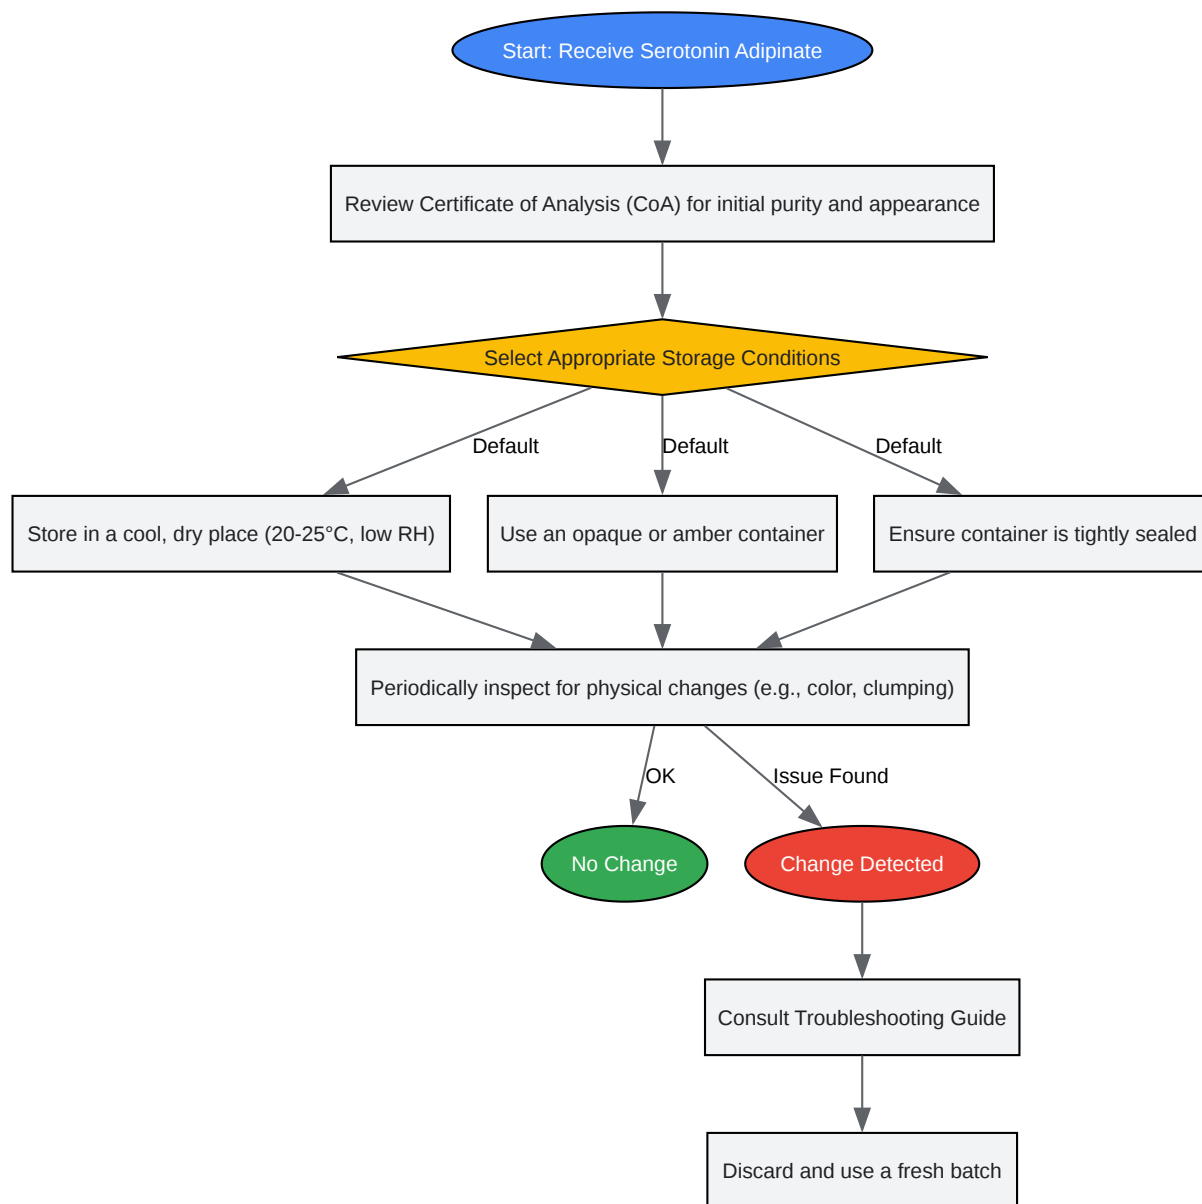 Start: Receive Serotonin Adipinate
Review Certificate of Analysis (CoA) for initial purity and appearance
Select Appropriate Storage Conditions
Default
Default
Default
Store in a cool, dry place (20-25°C, low RH)
Use an opaque or amber container
Ensure container is tightly sealed
Periodically inspect for physical changes (e.g., color, clumping)
OK
Issue Found
No Change
Change Detected
Consult Troubleshooting Guide
Discard and use a fresh batch